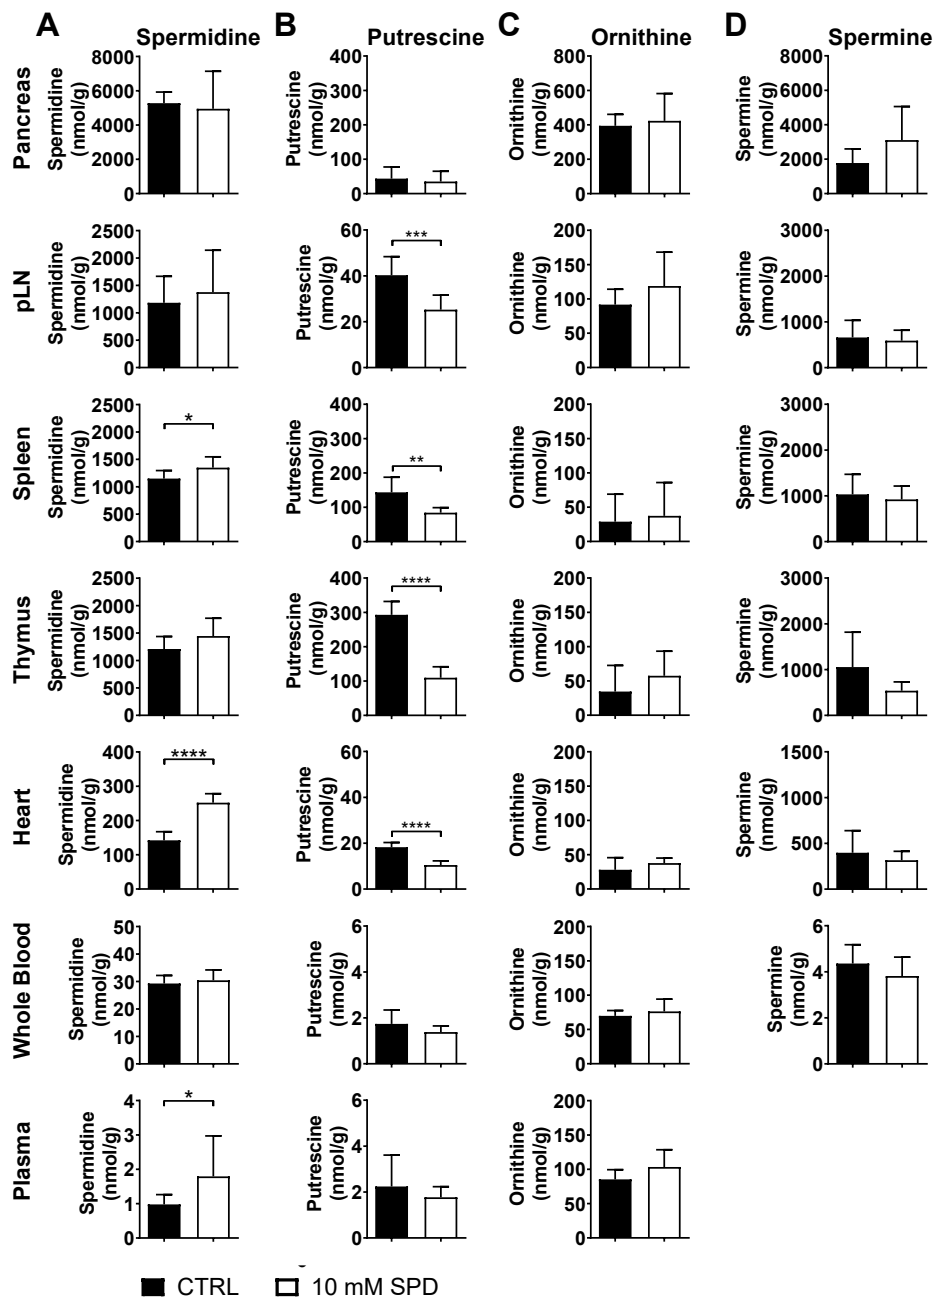 A B C D
Spermidine Putrescine Ornithine Spermine
Pancreas
Spermidine (nmol/g) 8000 6000 4000 2000 0
Putrescine (nmol/g) 400 300 200 100 0
Ornithine (nmol/g) 800 600 400 200 0
Spermine (nmol/g) 8000 6000 4000 2000 0
pLN
Spermidine (nmol/g) 2500 2000 1500 1000 500 0
Putrescine (nmol/g) 60 40 20 0 ***
Ornithine (nmol/g) 200 150 100 50 0
Spermine (nmol/g) 3000 2000 1000 0
Spleen
Spermidine (nmol/g) 2500 2000 1500 1000 500 0 *
Putrescine (nmol/g) 400 300 200 100 0 **
Ornithine (nmol/g) 200 150 100 50 0
Spermine (nmol/g) 3000 2000 1000 0
Thymus
Spermidine (nmol/g) 2500 2000 1500 1000 500 0
Putrescine (nmol/g) 400 300 200 100 0 ****
Ornithine (nmol/g) 200 150 100 50 0
Spermine (nmol/g) 3000 2000 1000 0
Heart
Spermidine (nmol/g) 400 300 200 100 0 ****
Putrescine (nmol/g) 60 40 20 0 ****
Ornithine (nmol/g) 200 150 100 50 0
Spermine (nmol/g) 1500 1000 500 0
Whole Blood
Spermidine (nmol/g) 50 40 30 20 10 0
Putrescine (nmol/g) 6 4 2 0
Ornithine (nmol/g) 200 150 100 50 0
Spermine (nmol/g) 6 4 2 0
Plasma
Spermidine (nmol/g) 4 3 2 1 0 *
Putrescine (nmol/g) 6 4 2 0
Ornithine (nmol/g) 200 150 100 50 0
CTRL 10 mM SPD